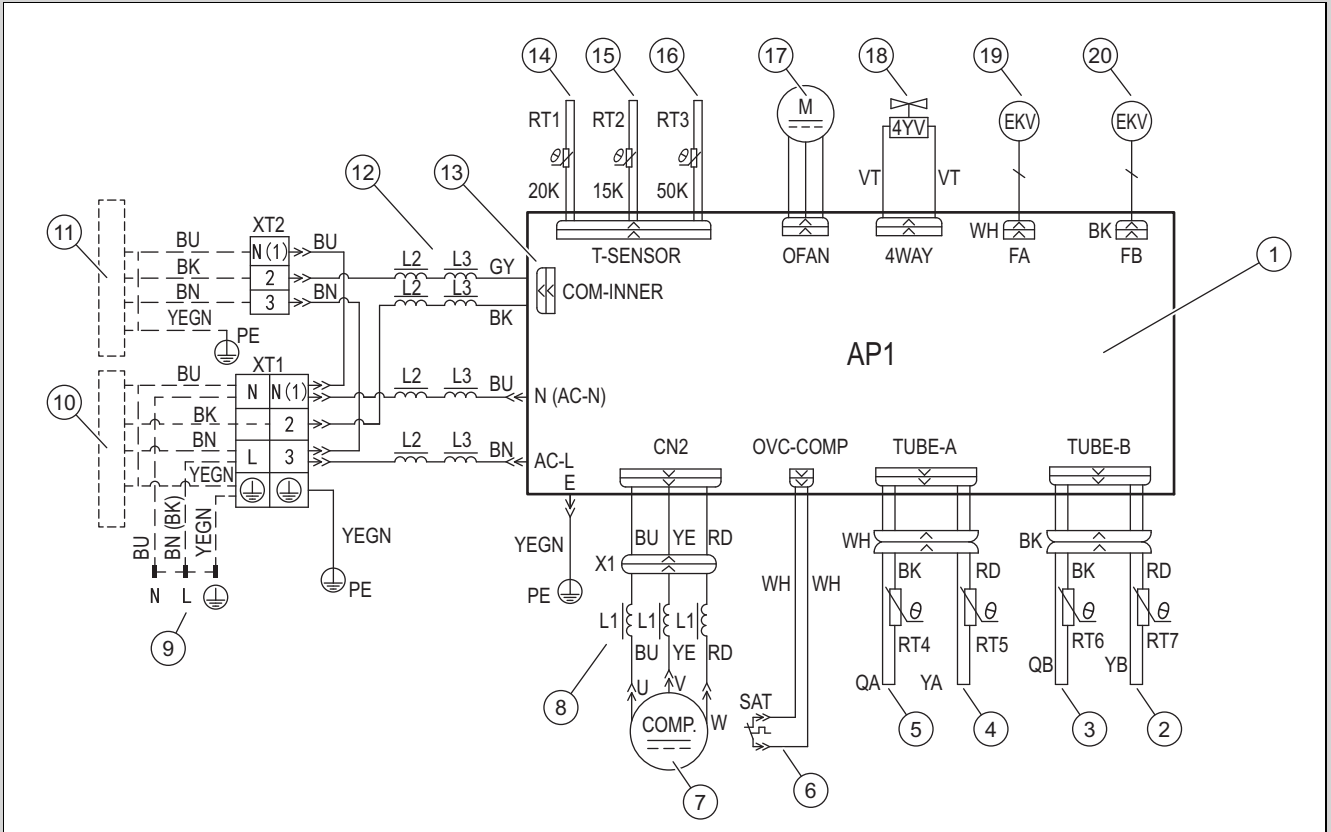 14 15 16 17 18 19 20
RT1 RT2 RT3 M 4YV EKV EKV
20K 15K 50K VT VT
12 13
T-SENSOR OFAN 4WAY WH FA BK FB
11
XT2
BU N(1) BU
BK 2 L2 L3 GY
BN 3 BN L2 L3 BK
COM-INNER
1
YEGN PE
AP1
XT1
10
BU N N(1) L2 L3 BU N (AC-N)
BK 2
BN L 3 L2 L3 BN AC-L
YEGN
E
CN2 OVC-COMP TUBE-A TUBE-B
BU BN (BK) YEGN
YEGN PE
YEGN PE
N L
9
BU YE RD
X1
L1 L1 L1
BU YE RD
8
U V W
COMP.
7
WH WH
SAT
6
WH BK RD
θ θ
RT4 RT5
QA YA
5 4
BK BK RD
θ θ
RT6 RT7
QB YB
3 2